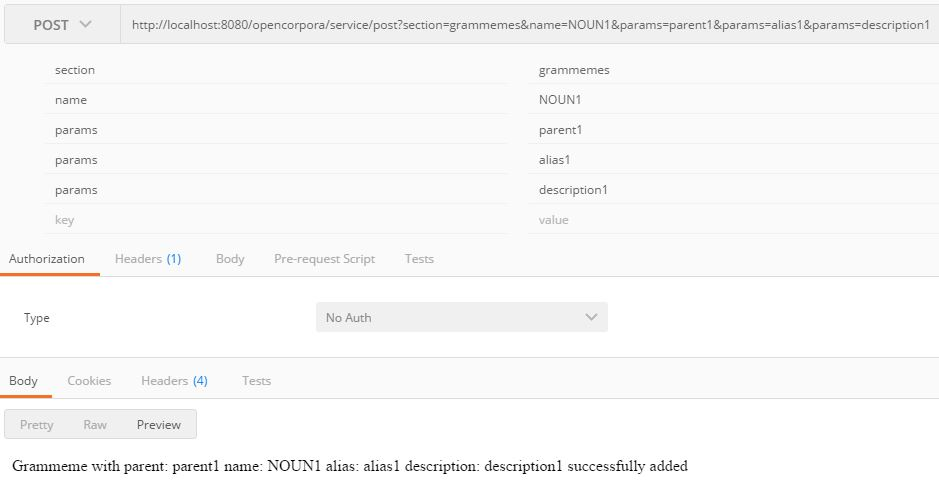 POST http://localhost:8080/opencorpora/service/post?section=grammemes&name=NOUN1&params=parent1&params=alias1&params=description1
section grammemes
name NOUN1
params parent1
params alias1
params description1
key value
Authorization Headers (1) Body Pre-request Script Tests
Type No Auth
Body Cookies Headers (4) Tests
Pretty Raw Preview
Grammeme with parent: parent1 name: NOUN1 alias: alias1 description: description1 successfully added